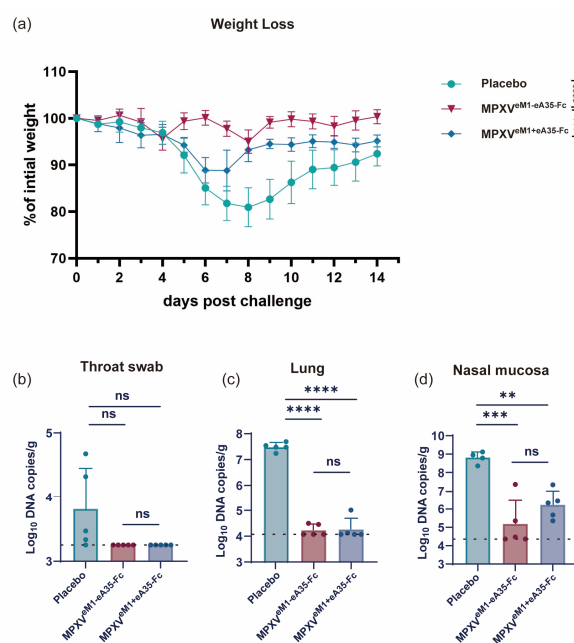 (a)
Weight Loss
Placebo
MPXVeM1-eA35-Fc
MPXVeM1+eA35-Fc
% of intial weight
110
100
90
80
70
0 2 4 6 8 10 12 14
days post challenge
(b)
Throat swab
ns
ns
ns
Log10 DNA copies/g
5
4
3
Placebo
MPXVeM1-eA35-Fc
MPXVeM1+eA35-Fc
(c)
Lung
****
****
ns
Log10 DNA copies/g
8
7
6
5
4
3
Placebo
MPXVeM1-eA35-Fc
MPXVeM1+eA35-Fc
(d)
Nasal mucosa
**
***
ns
Log10 DNA copies/g
10
9
8
7
6
5
4
3
Placebo
MPXVeM1-eA35-Fc
MPXVeM1+eA35-Fc